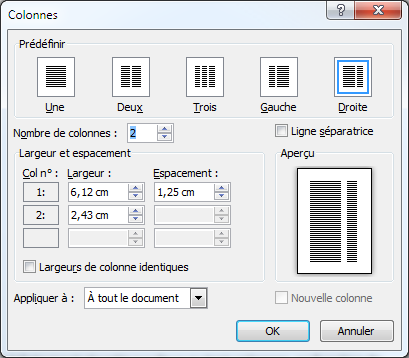 Colonnes
Prédéfinir
Une Deux Trois Gauche Droite
Nombre de colonnes : 2
Ligne séparatrice
Largeur et espacement
Aperçu
Col n° : Largeur : Espacement :
1: 6,12 cm 1,25 cm
2: 2,43 cm
Largeurs de colonne identiques
Appliquer à : À tout le document
Nouvelle colonne
OK Annuler